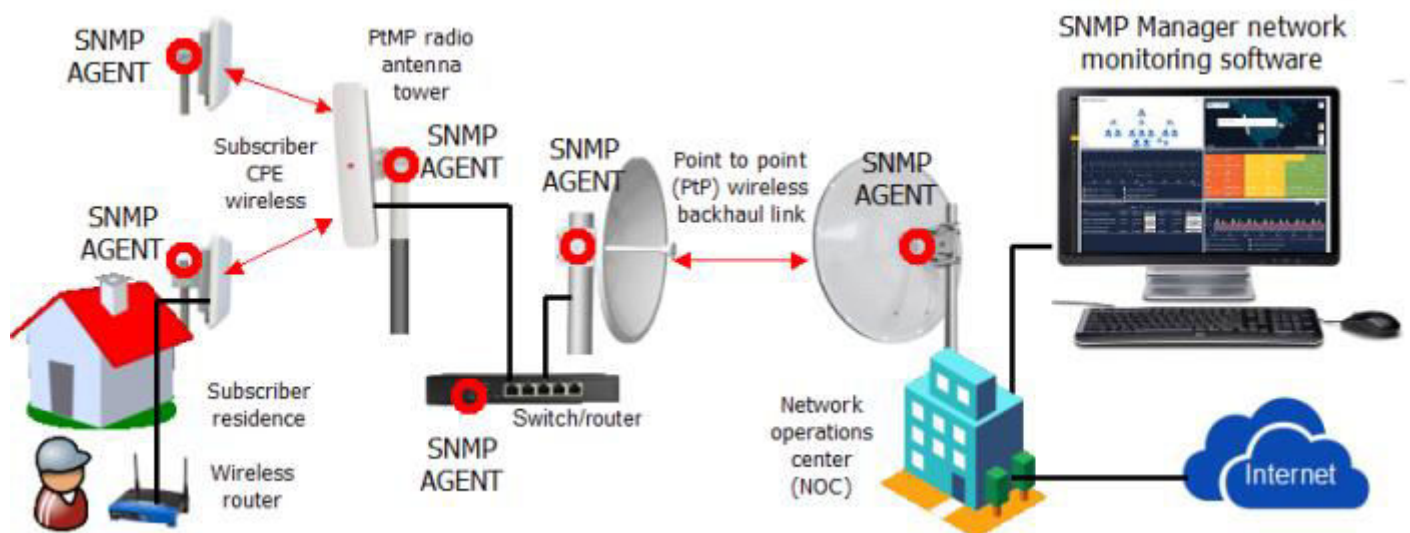 SNMP
AGENT
PtMP radio
antenna
tower
SNMP Manager network
monitoring software
Subscriber
CPE
wireless
SNMP
AGENT
SNMP
AGENT
Point to point
(PtP) wireless
backhaul link
SNMP
AGENT
SNMP
AGENT
Subscriber
residence
Switch/router
Network
operations
center
(NOC)
SNMP
AGENT
Wireless
router
Internet